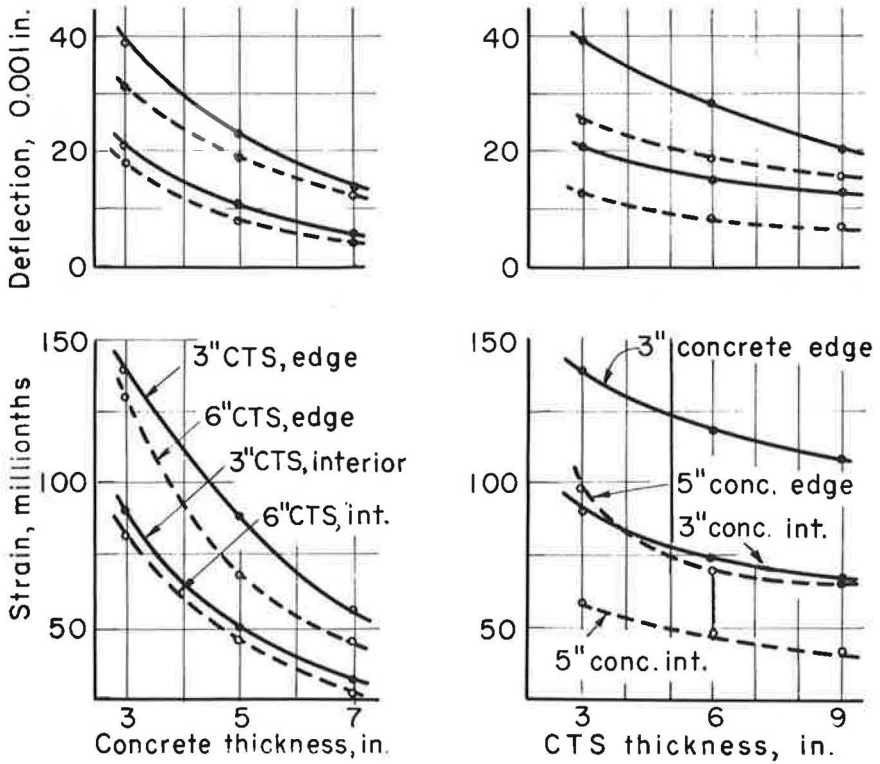 Deflection, 0.001 in.
40
20
0
40
20
0
Strain, millionths
150
100
50
3"CTS, edge
6"CTS, edge
3"CTS, interior
6"CTS, int.
3
5
7
Concrete thickness, in.
150
100
50
3" concrete edge
5" conc. edge
3"conc. int.
5" conc. int.
3
6
9
CTS thickness, in.